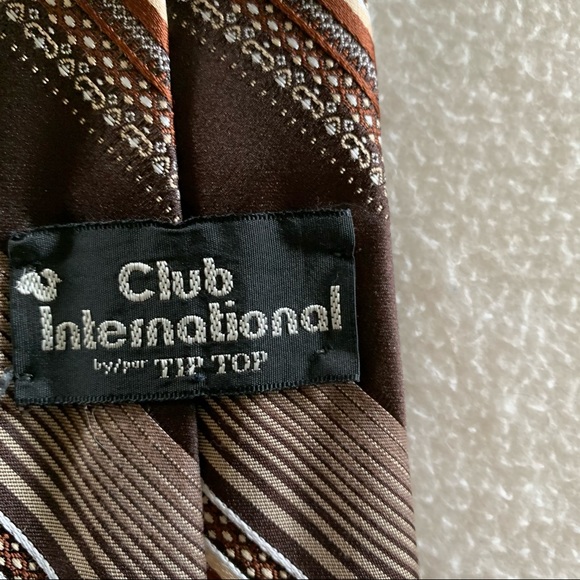 Club
International
by/par TIP TOP